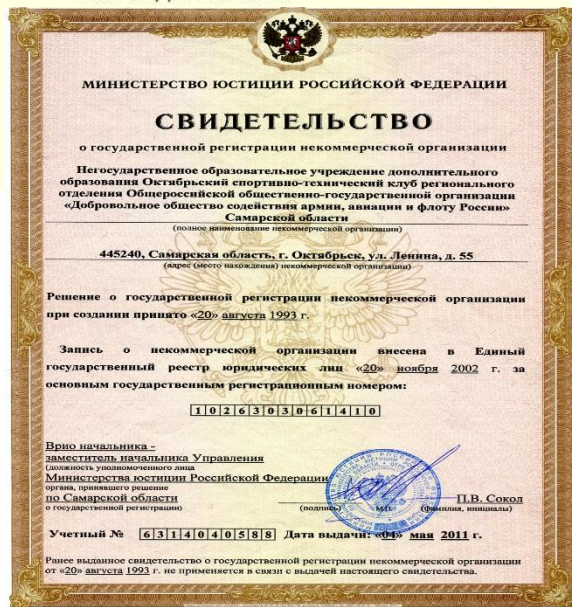 МИНИСТЕРСТВО ЮСТИЦИИ РОССИЙСКОЙ ФЕДЕРАЦИИ
СВИДЕТЕЛЬСТВО
о государственной регистрации некоммерческой организации
Негосударственное образовательное учреждение дополнительного
образования Октябрьский спортивно-технический клуб регионального
отделения Общероссийской общественно-государственной организации
«Добровольное общество содействия армии, авиации и флоту России»
Самарской области
(полное наименование некоммерческой организации)
445240, Самарская область, г. Октябрьск, ул. Ленина, д. 55
(адрес (место нахождения) некоммерческой организации)
Решение о государственной регистрации некоммерческой организации
при создании принято «20» августа 1993 г.
Запись о некоммерческой организации внесена в Единый
государственный реестр юридических лиц «20» ноября 2002 г. за
основным государственным регистрационным номером:
1026303061410
Врио начальника -
заместитель начальника Управления
(должность уполномоченного лица
Министерства юстиции Российской Федерации
органа, принявшего решение
по Самарской области П.В. Сокол
о государственной регистрации) (подпись) М.П. (фамилия, инициалы)
Учетный № 6314040588 Дата выдачи: «04» мая 2011 г.
Ранее выданное свидетельство о государственной регистрации некоммерческой организации
от «20» августа 1993 г. не применяется в связи с выдачей настоящего свидетельства.